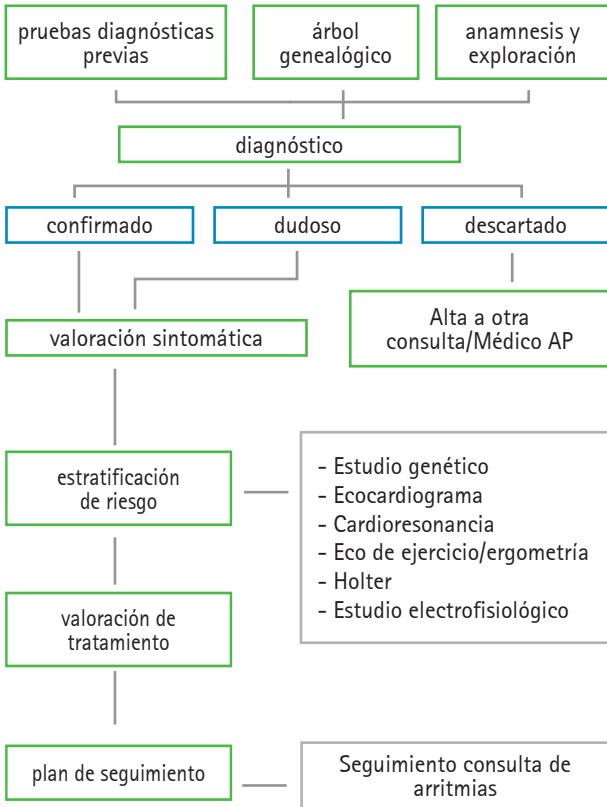 pruebas diagnósticas
previas
árbol
genealógico
anamnesis y
exploración
diagnóstico
confirmado
dudoso
descartado
valoración sintomática
Alta a otra
consulta/Médico AP
estratificación
de riesgo
- Estudio genético
- Ecocardiograma
- Cardioresonancia
- Eco de ejercicio/ergometría
- Holter
- Estudio electrofisiológico
valoración de
tratamiento
plan de seguimiento
Seguimiento consulta de
arritmias